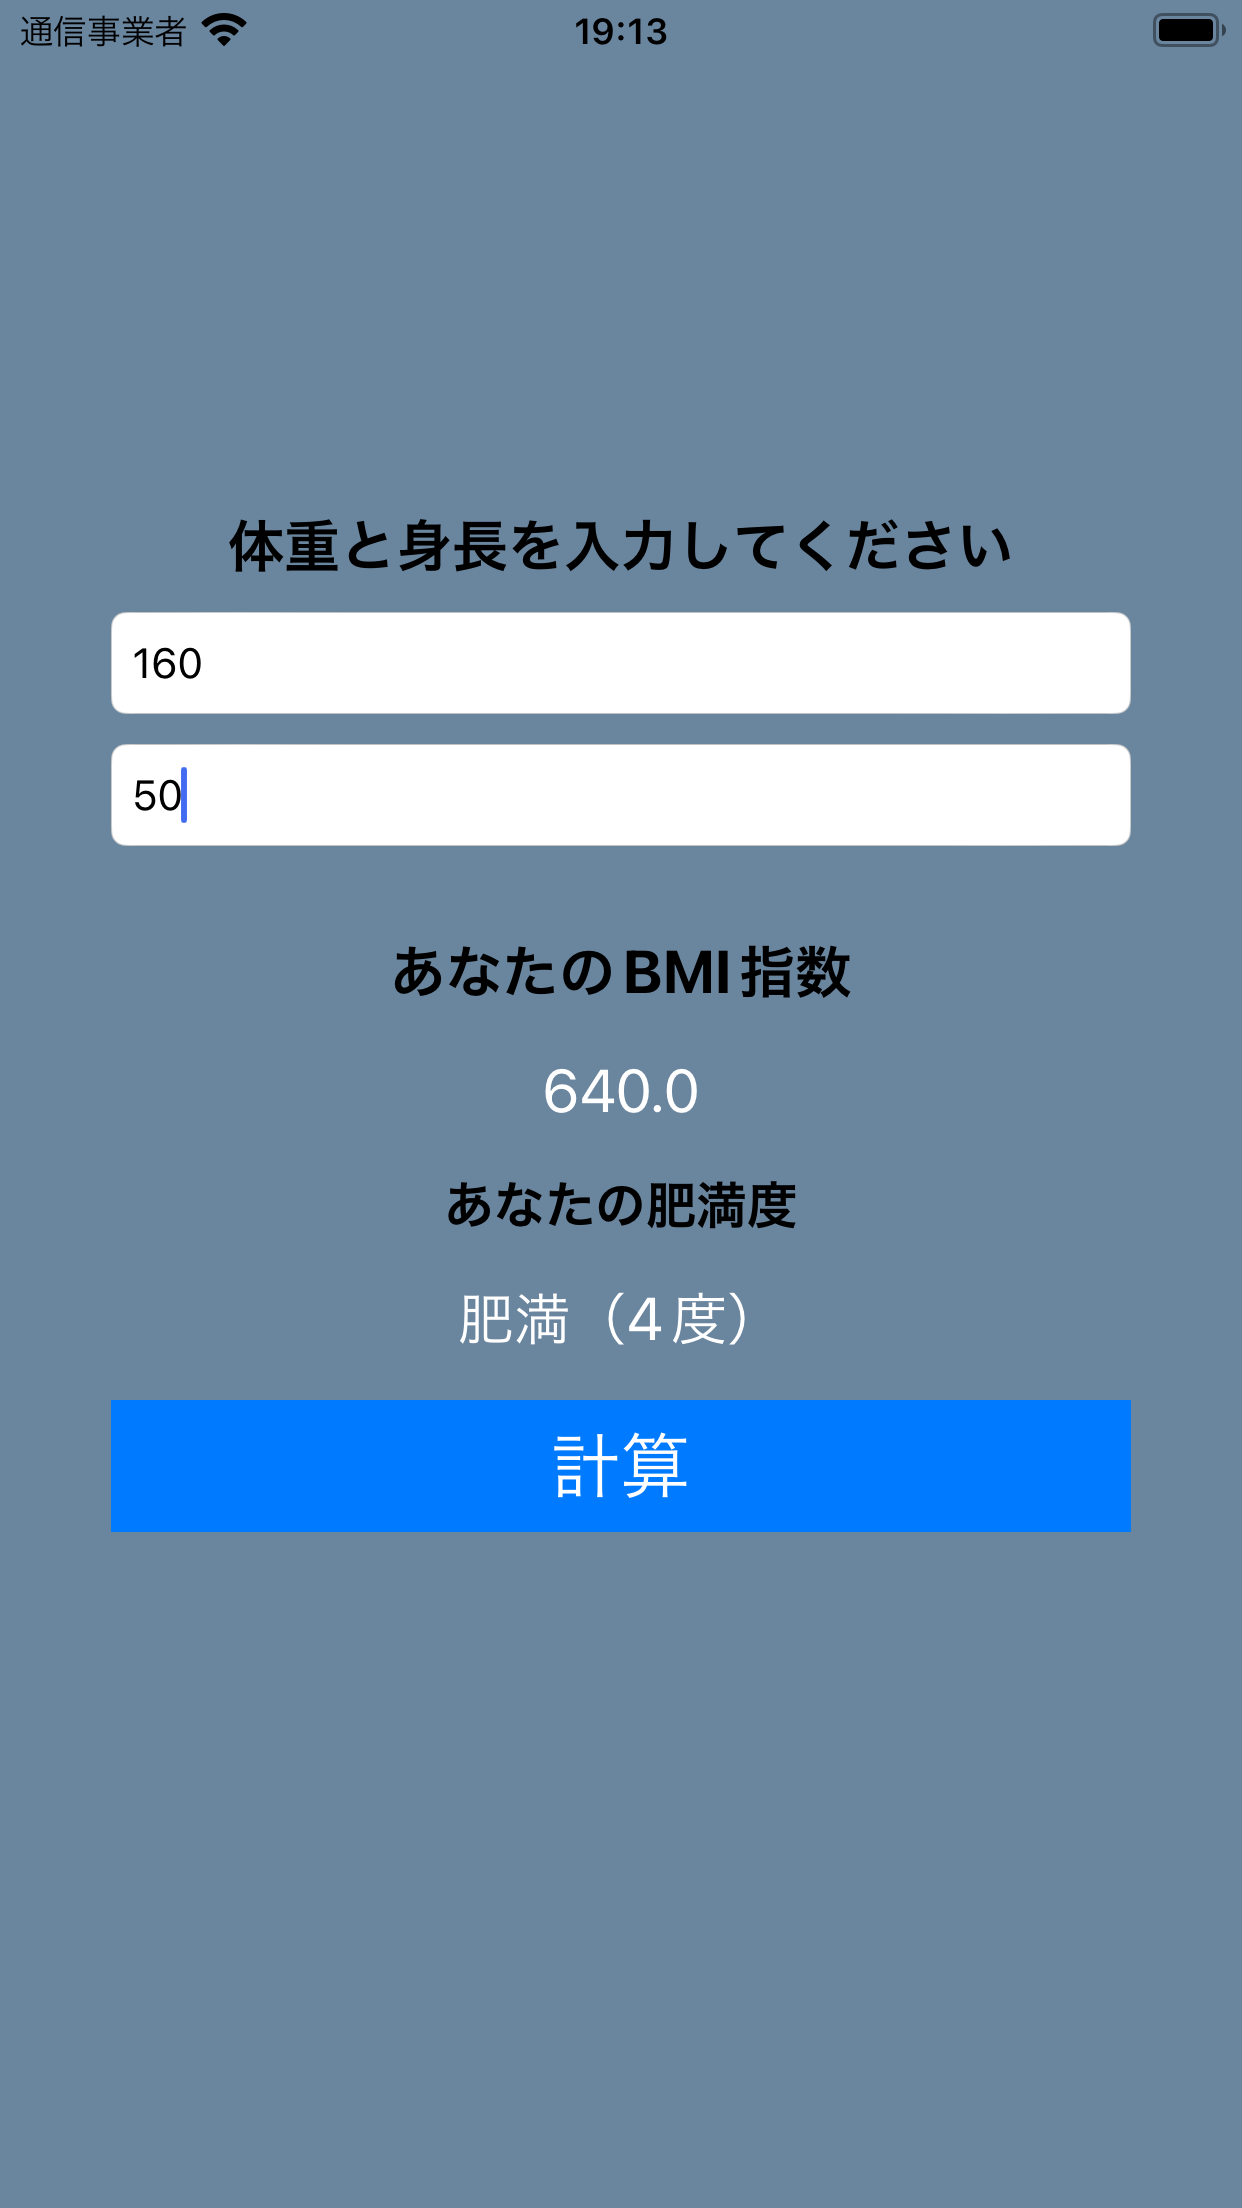 通信事業者 19:13
体重と身長を入力してください
160
50
あなたのBMI指数
640.0
あなたの肥満度
肥満（4度）
計算